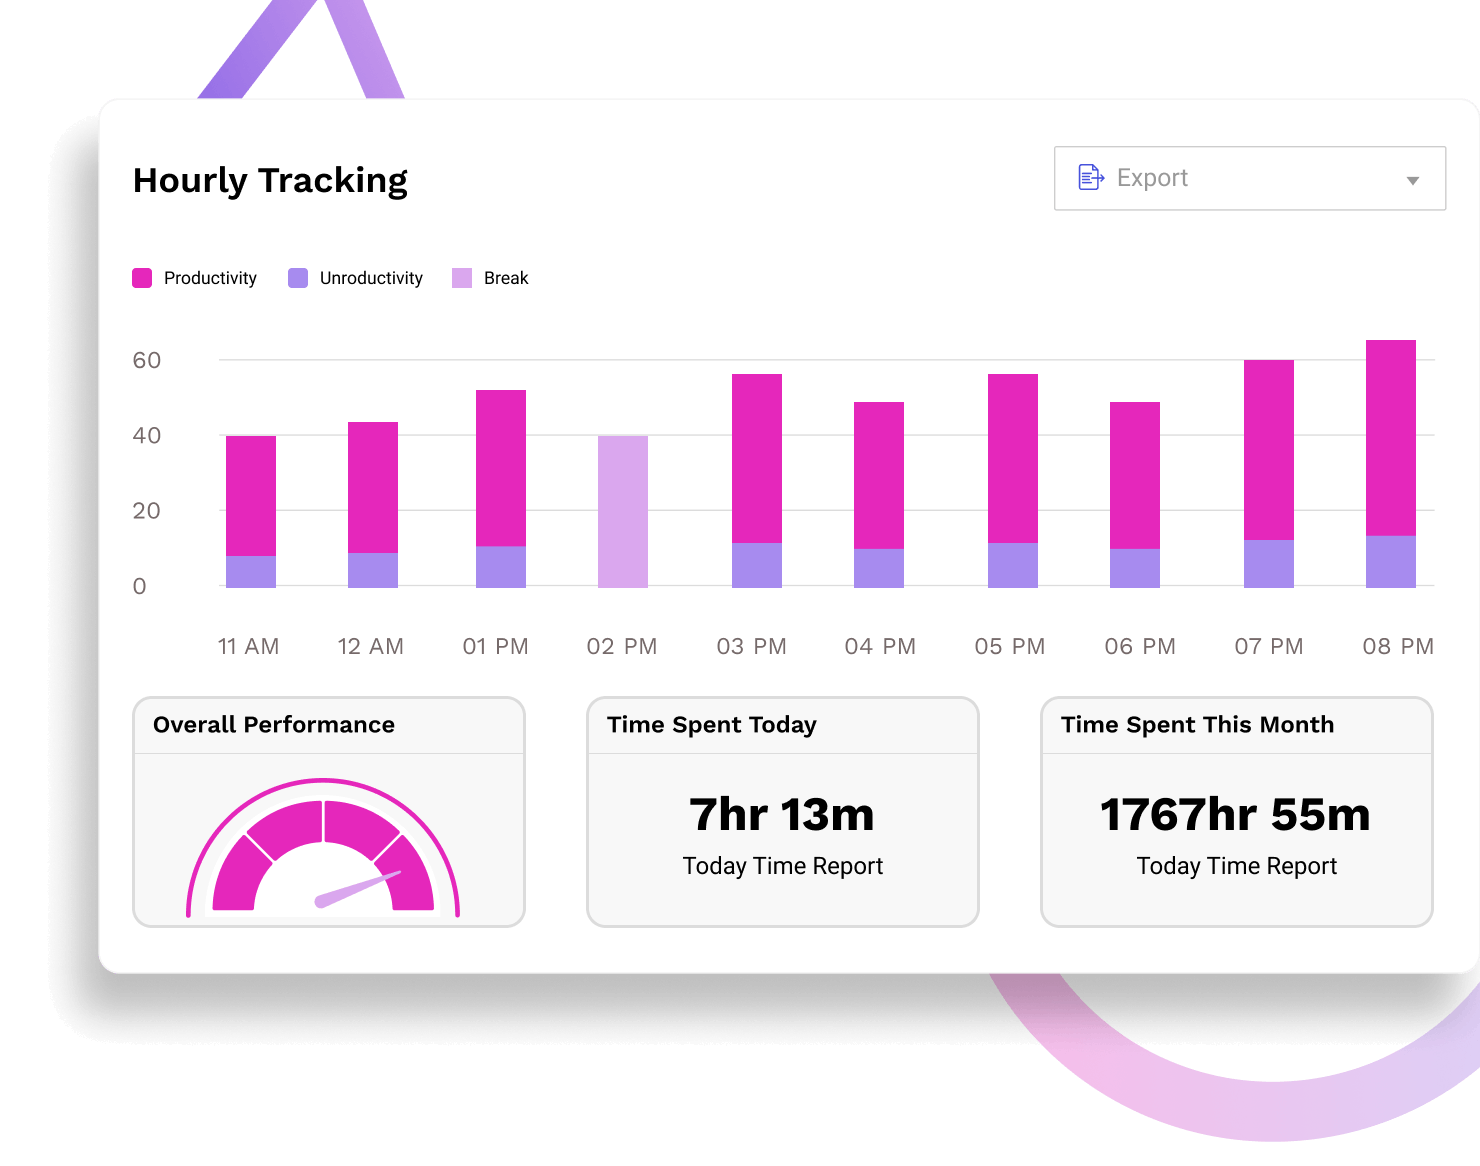 Hourly Tracking
Export
Productivity Unroductivity Break
60
40
20
0
11 AM 12 AM 01 PM 02 PM 03 PM 04 PM 05 PM 06 PM 07 PM 08 PM
Overall Performance
Time Spent Today
7hr 13m
Today Time Report
Time Spent This Month
1767hr 55m
Today Time Report